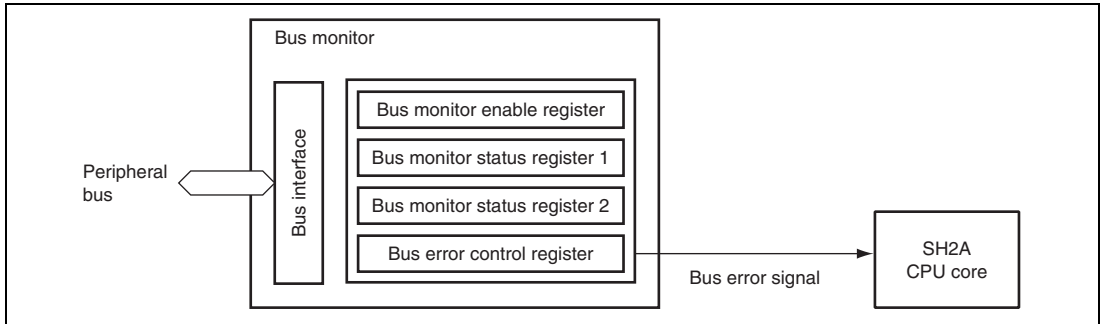 Bus monitor
Bus interface
Bus monitor enable register
Bus monitor status register 1
Bus monitor status register 2
Bus error control register
Peripheral
bus
Bus error signal
SH2A
CPU core